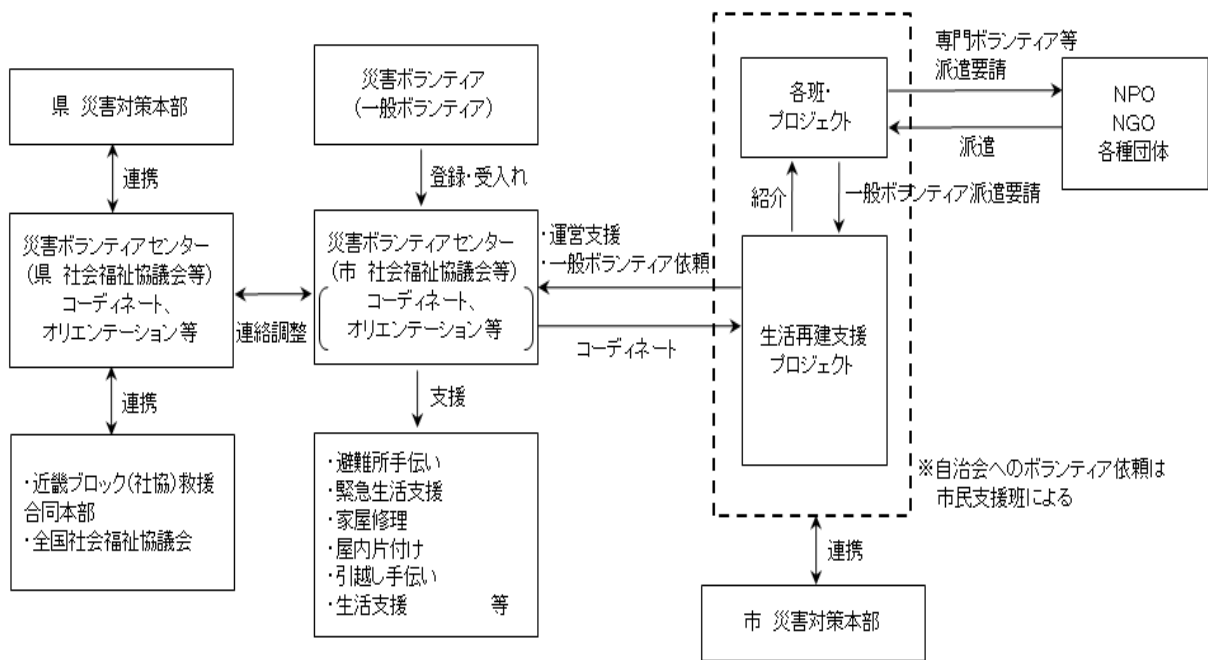 県 災害対策本部
連携
災害ボランティアセンター
(県 社会福祉協議会等)
コーディネート、
オリエンテーション等
連携
・近畿ブロック(社協)救援
合同本部
・全国社会福祉協議会
連絡調整
災害ボランティア
(一般ボランティア)
登録・受入れ
災害ボランティアセンター
(市 社会福祉協議会等)
コーディネート、
オリエンテーション等
支援
・避難所手伝い
・緊急生活支援
・家屋修理
・屋内片付け
・引越し手伝い
・生活支援 等
・運営支援
・一般ボランティア依頼
コーディネート
各班・
プロジェクト
紹介
一般ボランティア派遣要請
生活再建支援
プロジェクト
専門ボランティア等
派遣要請
派遣
NPO
NGO
各種団体
※自治会へのボランティア依頼は
市民支援班による
連携
市 災害対策本部